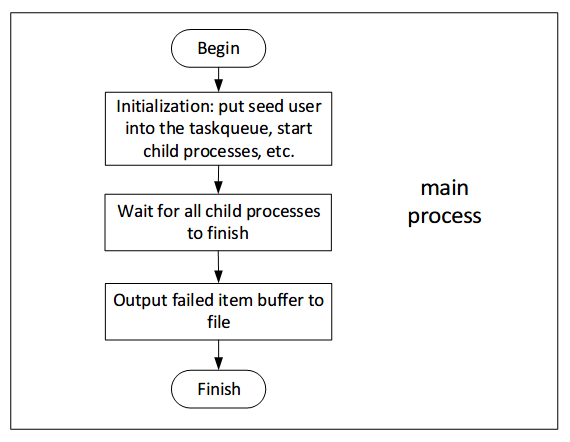 Begin
Initialization: put seed user
into the taskqueue, start
child processes, etc.
Wait for all child processes
to finish
Output failed item buffer to
file
Finish
main
process